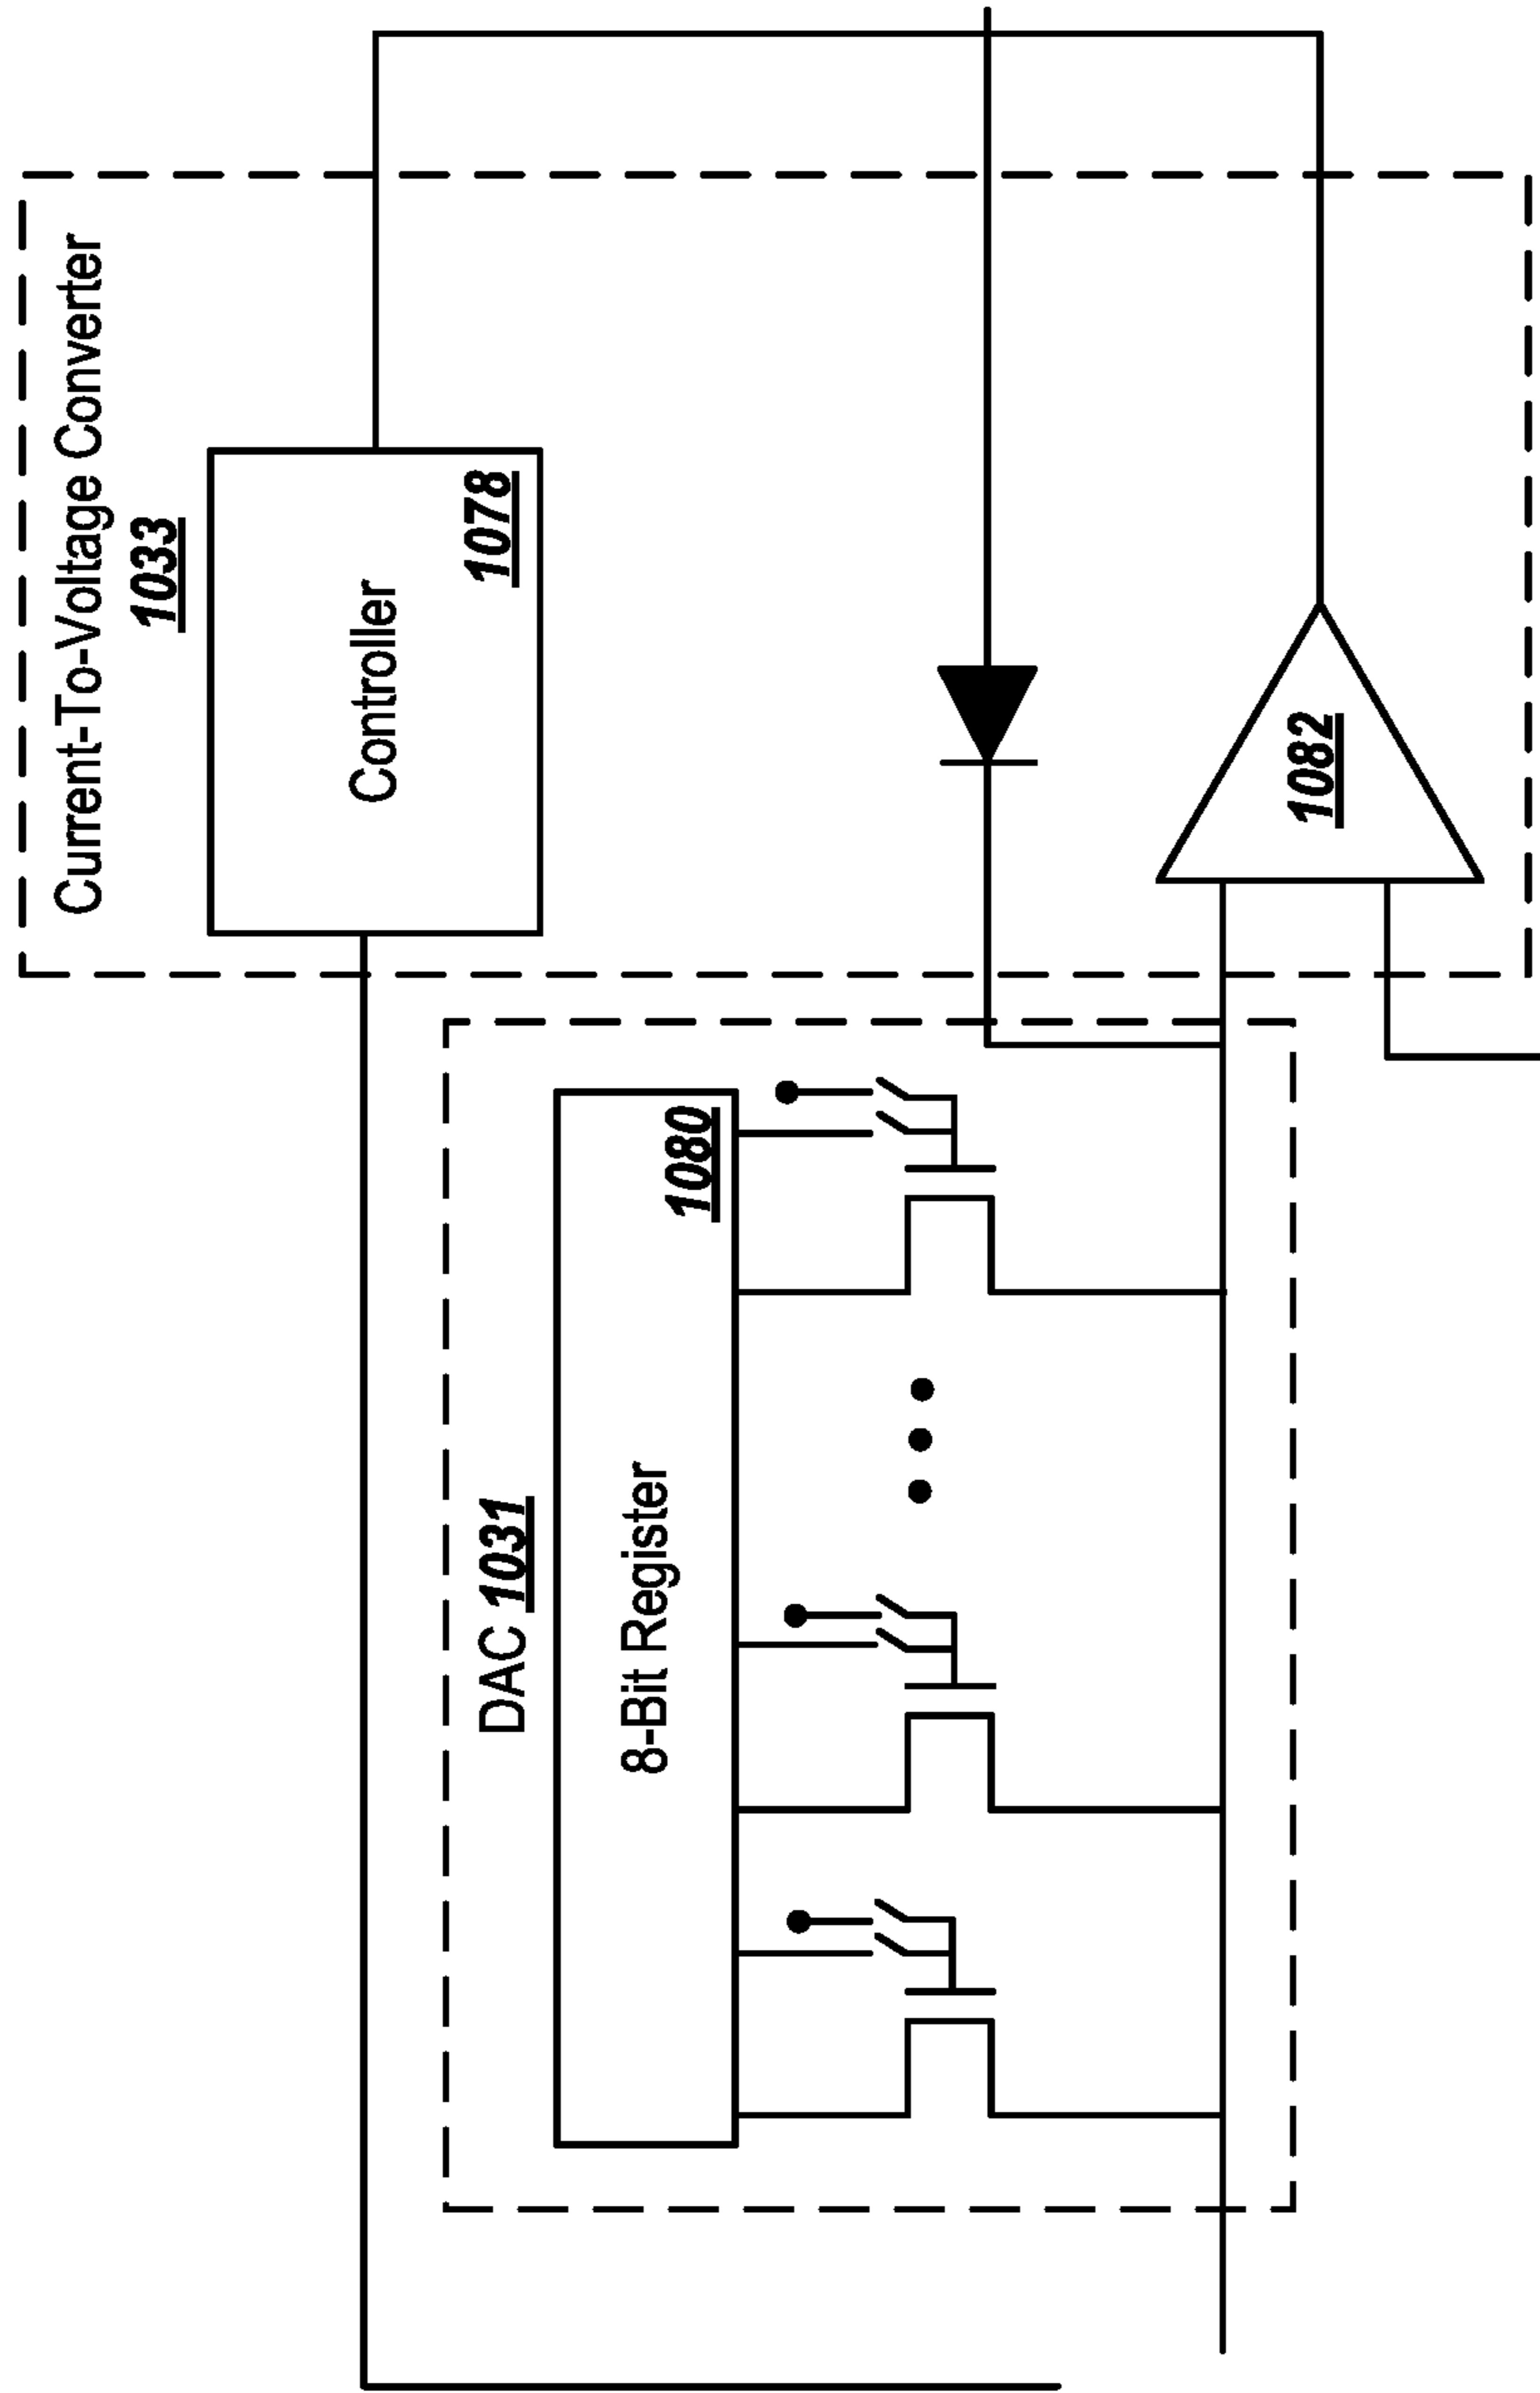 Current-To-Voltage Converter
1033
Controller
1078
DAC 1031
8-Bit Register
1080
1082